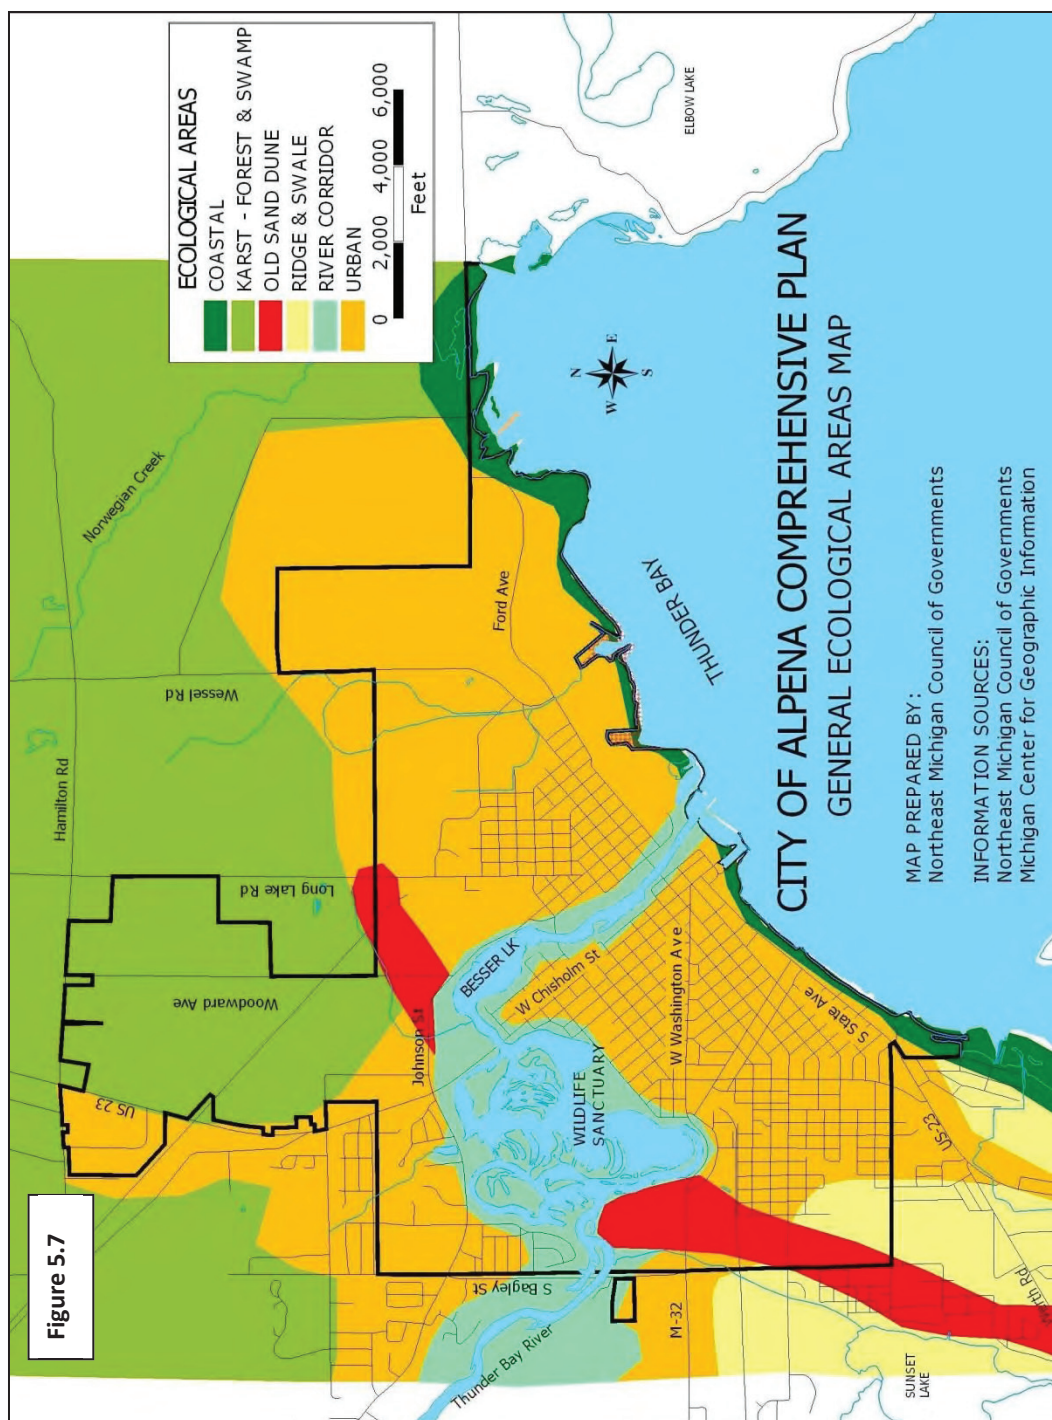 Figure 5.7
ECOLOGICAL AREAS
COASTAL
KARST - FOREST & SWAMP
OLD SAND DUNE
RIDGE & SWALE
RIVER CORRIDOR
URBAN
0 2,000 4,000 6,000
Feet
Norwegian Creek
Hamilton Rd
Wessel Rd
Long Lake Rd
Woodward Ave
US 23
Johnson St
Ford Ave
BESSER LK
W Chisholm St
WILDLIFE
SANCTUARY
W Washington Ave
S State Ave
US-23
S Bagley St
Thunder Bay River
M-32
SUNSET
LAKE
ELBOW LAKE
THUNDER BAY
N
W
E
S
CITY OF ALPENA COMPREHENSIVE PLAN
GENERAL ECOLOGICAL AREAS MAP
MAP PREPARED BY:
Northeast Michigan Council of Governments
INFORMATION SOURCES:
Northeast Michigan Council of Governments
Michigan Center for Geographic Information